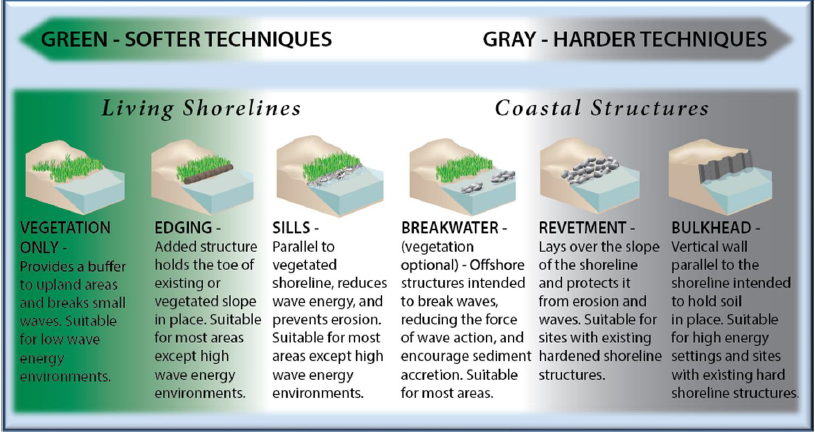 GREEN - SOFTER TECHNIQUES
GRAY - HARDER TECHNIQUES
Living Shorelines
Coastal Structures
VEGETATION
ONLY -
Provides a buffer
to upland areas
and breaks small
waves. Suitable
for low wave
energy
environments.
EDGING -
Added structure
holds the toe of
existing or
vegetated slope
in place. Suitable
for most areas
except high
wave energy
environments.
SILLS -
Parallel to
vegetated
shoreline, reduces
wave energy, and
prevents erosion.
Suitable for most
areas except high
wave energy
environments.
BREAKWATER -
(vegetation
optional) - Offshore
structures intended
to break waves,
reducing the force
of wave action, and
encourage sediment
accretion. Suitable
for most areas.
REVETMENT -
Lays over the slope
of the shoreline
and protects it
from erosion and
waves. Suitable for
sites with existing
hardened shoreline
structures.
BULKHEAD -
Vertical wall
parallel to the
shoreline intended
to hold soil
in place. Suitable
for high energy
settings and sites
with existing hard
shoreline structures.